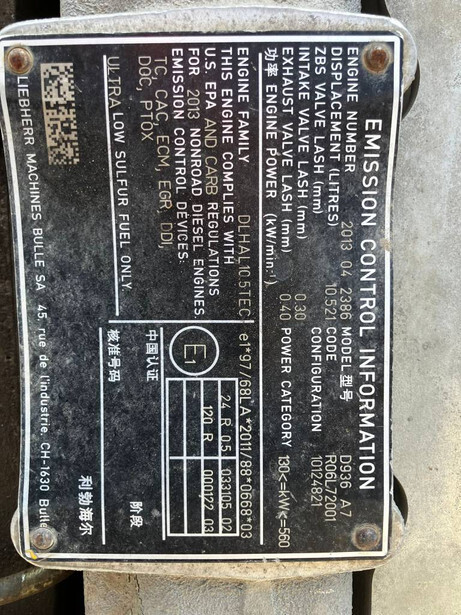 EMISSION CONTROL INFORMATION
ENGINE NUMBER 2013 04 2386 MODEL 型号 D936 A7
DISPLACEMENT (LITRES) 10.521 CODE R06L72001
ZBS VALVE LASH (mm) CONFIGURATION 10124821
INTAKE VALVE LASH (mm) 0.30
EXHAUST VALVE LASH (mm) 0.40 POWER CATEGORY 130<=kW<=560
功率 ENGINE POWER (kW/min⁻¹)
ENGINE FAMILY DLHAL10.5TEC e1*97/68LA*2011/88*0668*03
THIS ENGINE COMPLIES WITH
U.S. EPA AND CARB REGULATIONS
FOR 2013 NONROAD DIESEL ENGINES.
EMISSION CONTROL DEVICES:
TC, CAC, ECM, EGR, DDI,
DOC, PTOX
ULTRA LOW SULFUR FUEL ONLY
E1
24 R 0.5 033105 02
120 R 000122 03
中国认证 阶段
核准号码
LIEBHERR MACHINES BULLE SA 45, rue de l'industrie. CH-1630 Bulle
利勃海尔